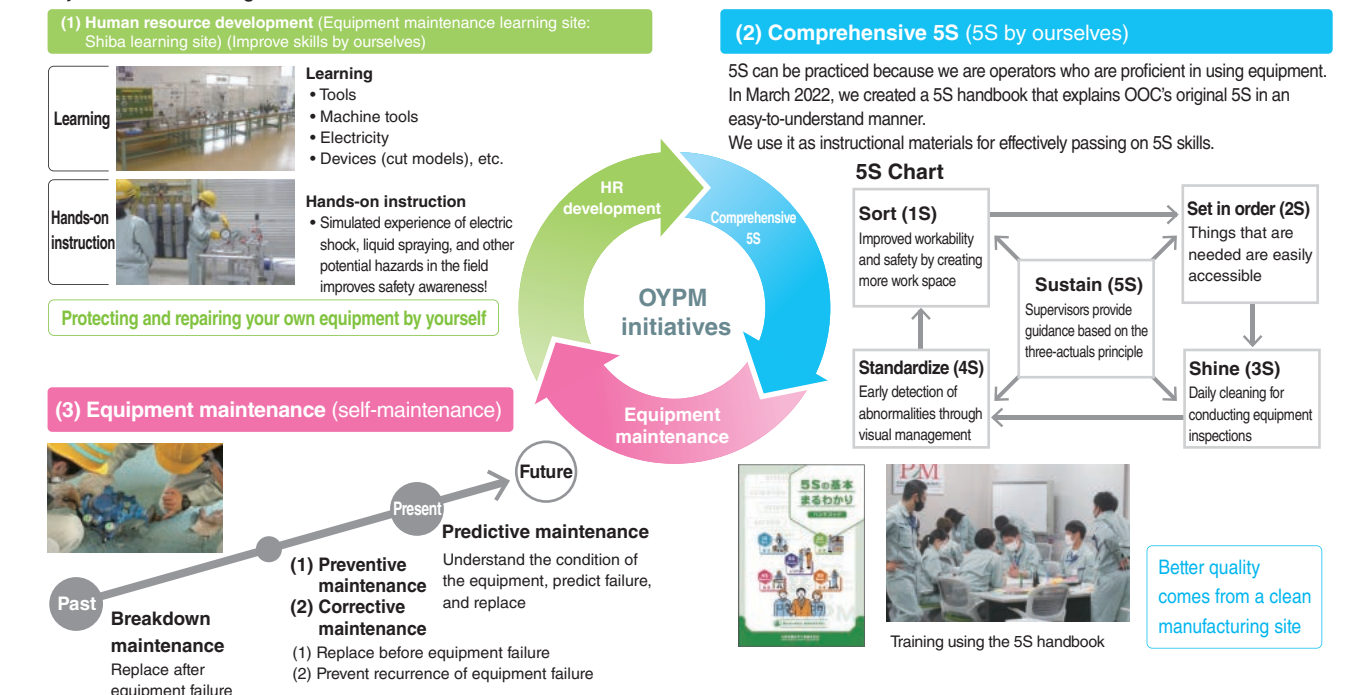 (1) Human resource development (Equipment maintenance learning site:
Shiba learning site) (Improve skills by ourselves)
Learning
Learning
• Tools
• Machine tools
• Electricity
• Devices (cut models), etc.
Hands-on
instruction
Hands-on instruction
• Simulated experience of electric
shock, liquid spraying, and other
potential hazards in the field
improves safety awareness!
Protecting and repairing your own equipment by yourself
HR
development
Comprehensive
5S
OYPM
initiatives
Equipment
maintenance
(2) Comprehensive 5S (5S by ourselves)
5S can be practiced because we are operators who are proficient in using equipment.
In March 2022, we created a 5S handbook that explains OOC's original 5S in an
easy-to-understand manner.
We use it as instructional materials for effectively passing on 5S skills.
5S Chart
Sort (1S)
Improved workability
and safety by creating
more work space
Set in order (2S)
Things that are
needed are easily
accessible
Sustain (5S)
Supervisors provide
guidance based on the
three-actuals principle
Standardize (4S)
Early detection of
abnormalities through
visual management
Shine (3S)
Daily cleaning for
conducting equipment
inspections
5Sの基本
まるわかり
ハンドブック
PM
Training using the 5S handbook
Better quality
comes from a clean
manufacturing site
(3) Equipment maintenance (self-maintenance)
Past
Present
Future
Breakdown
maintenance
Replace after
equipment failure
(1) Preventive
maintenance
(2) Corrective
maintenance
(1) Replace before equipment failure
(2) Prevent recurrence of equipment failure
Predictive maintenance
Understand the condition of
the equipment, predict failure,
and replace